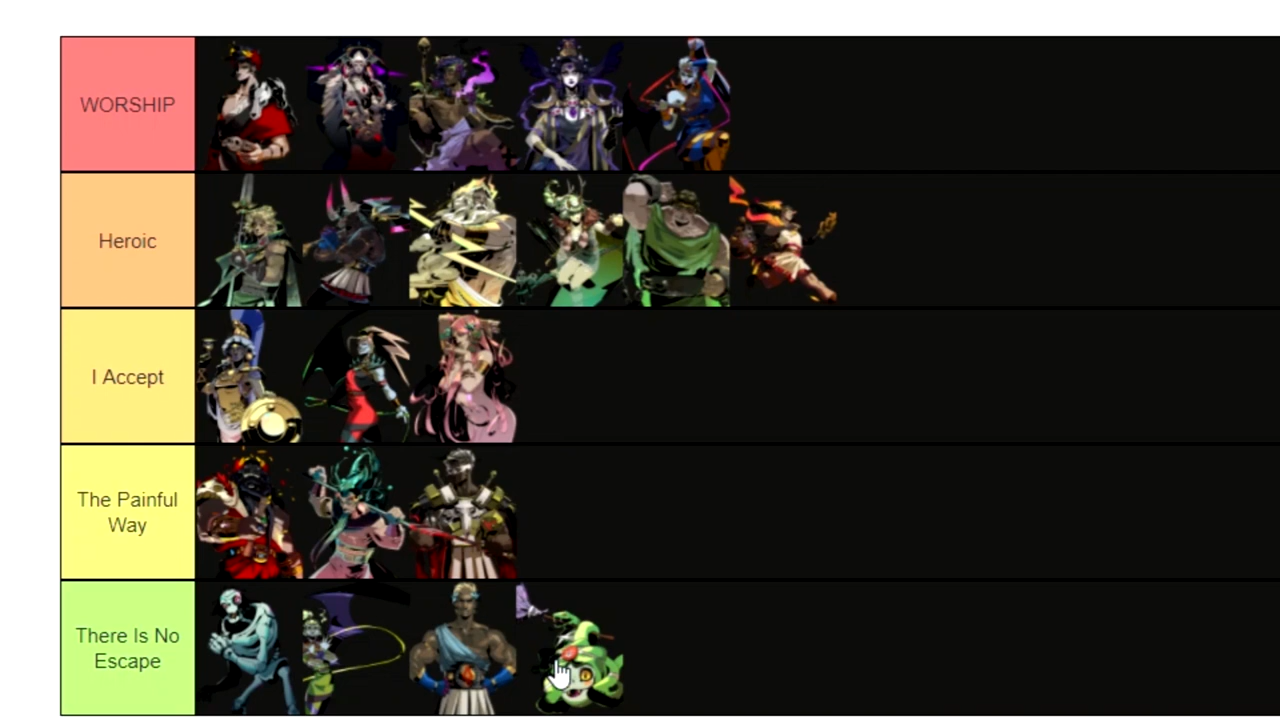 WORSHIP
Heroic
I Accept
The Painful
Way
There Is No
Escape